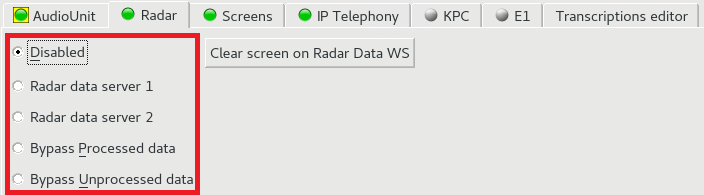 AudioUnit Radar Screens IP Telephony KPC E1 Transcriptions editor
Disabled Clear screen on Radar Data WS
Radar data server 1
Radar data server 2
Bypass Processed data
Bypass Unprocessed data